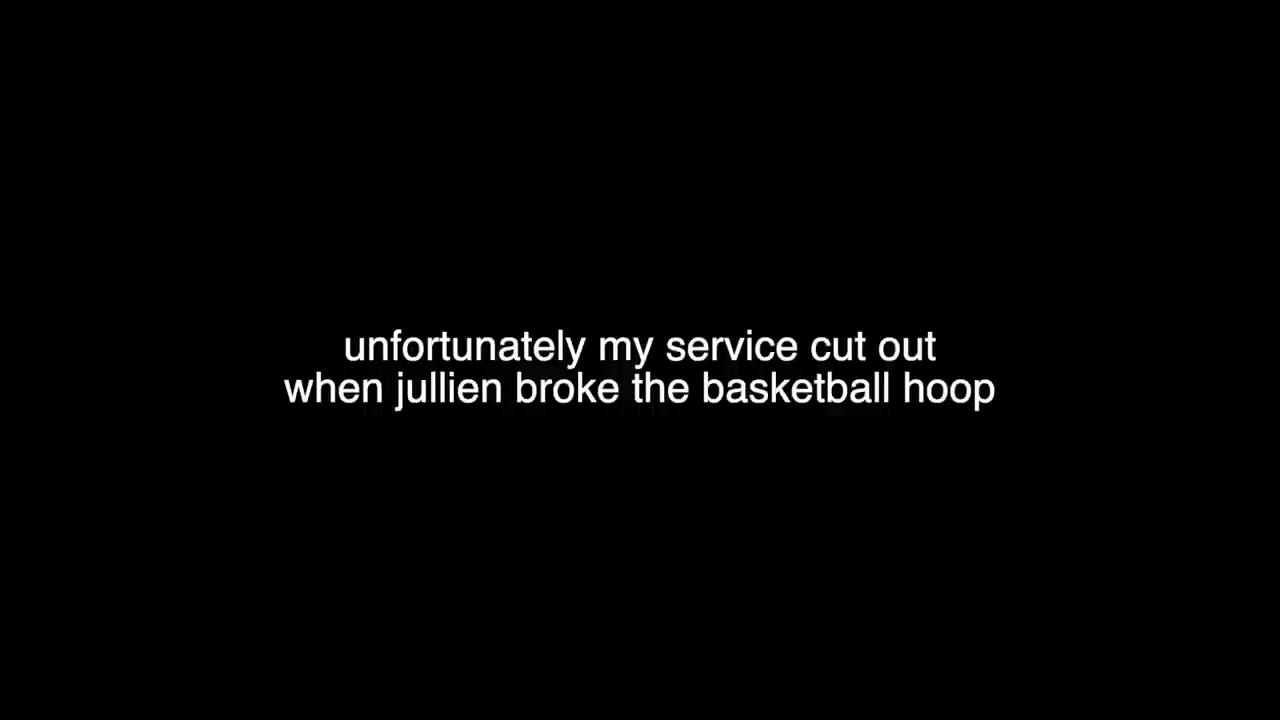 unfortunately my service cut out
when jullien broke the basketball hoop